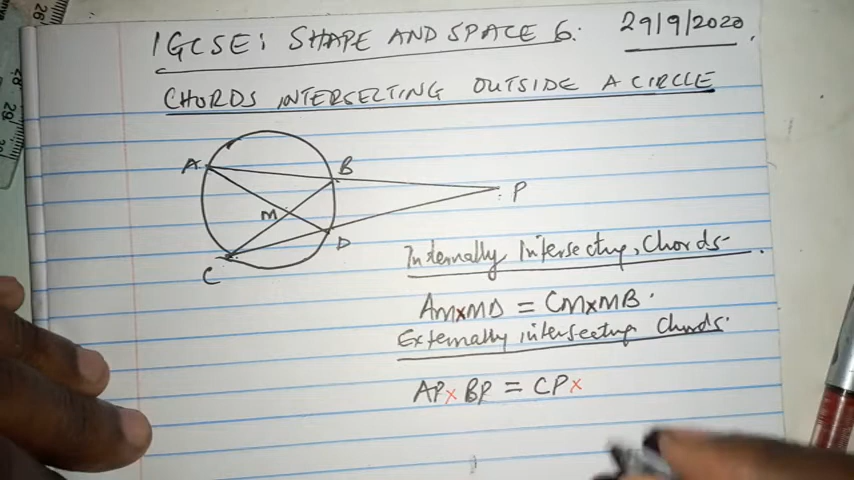 IGCSE: SHAPE AND SPACE 6.
29/9/2020.
CHORDS INTERSECTING OUTSIDE A CIRCLE
A
B
M
P
D
C
Internally Intersecting Chords
AM×MD = CM×MB.
Externally intersecting Chords.
AP× BP = CP×